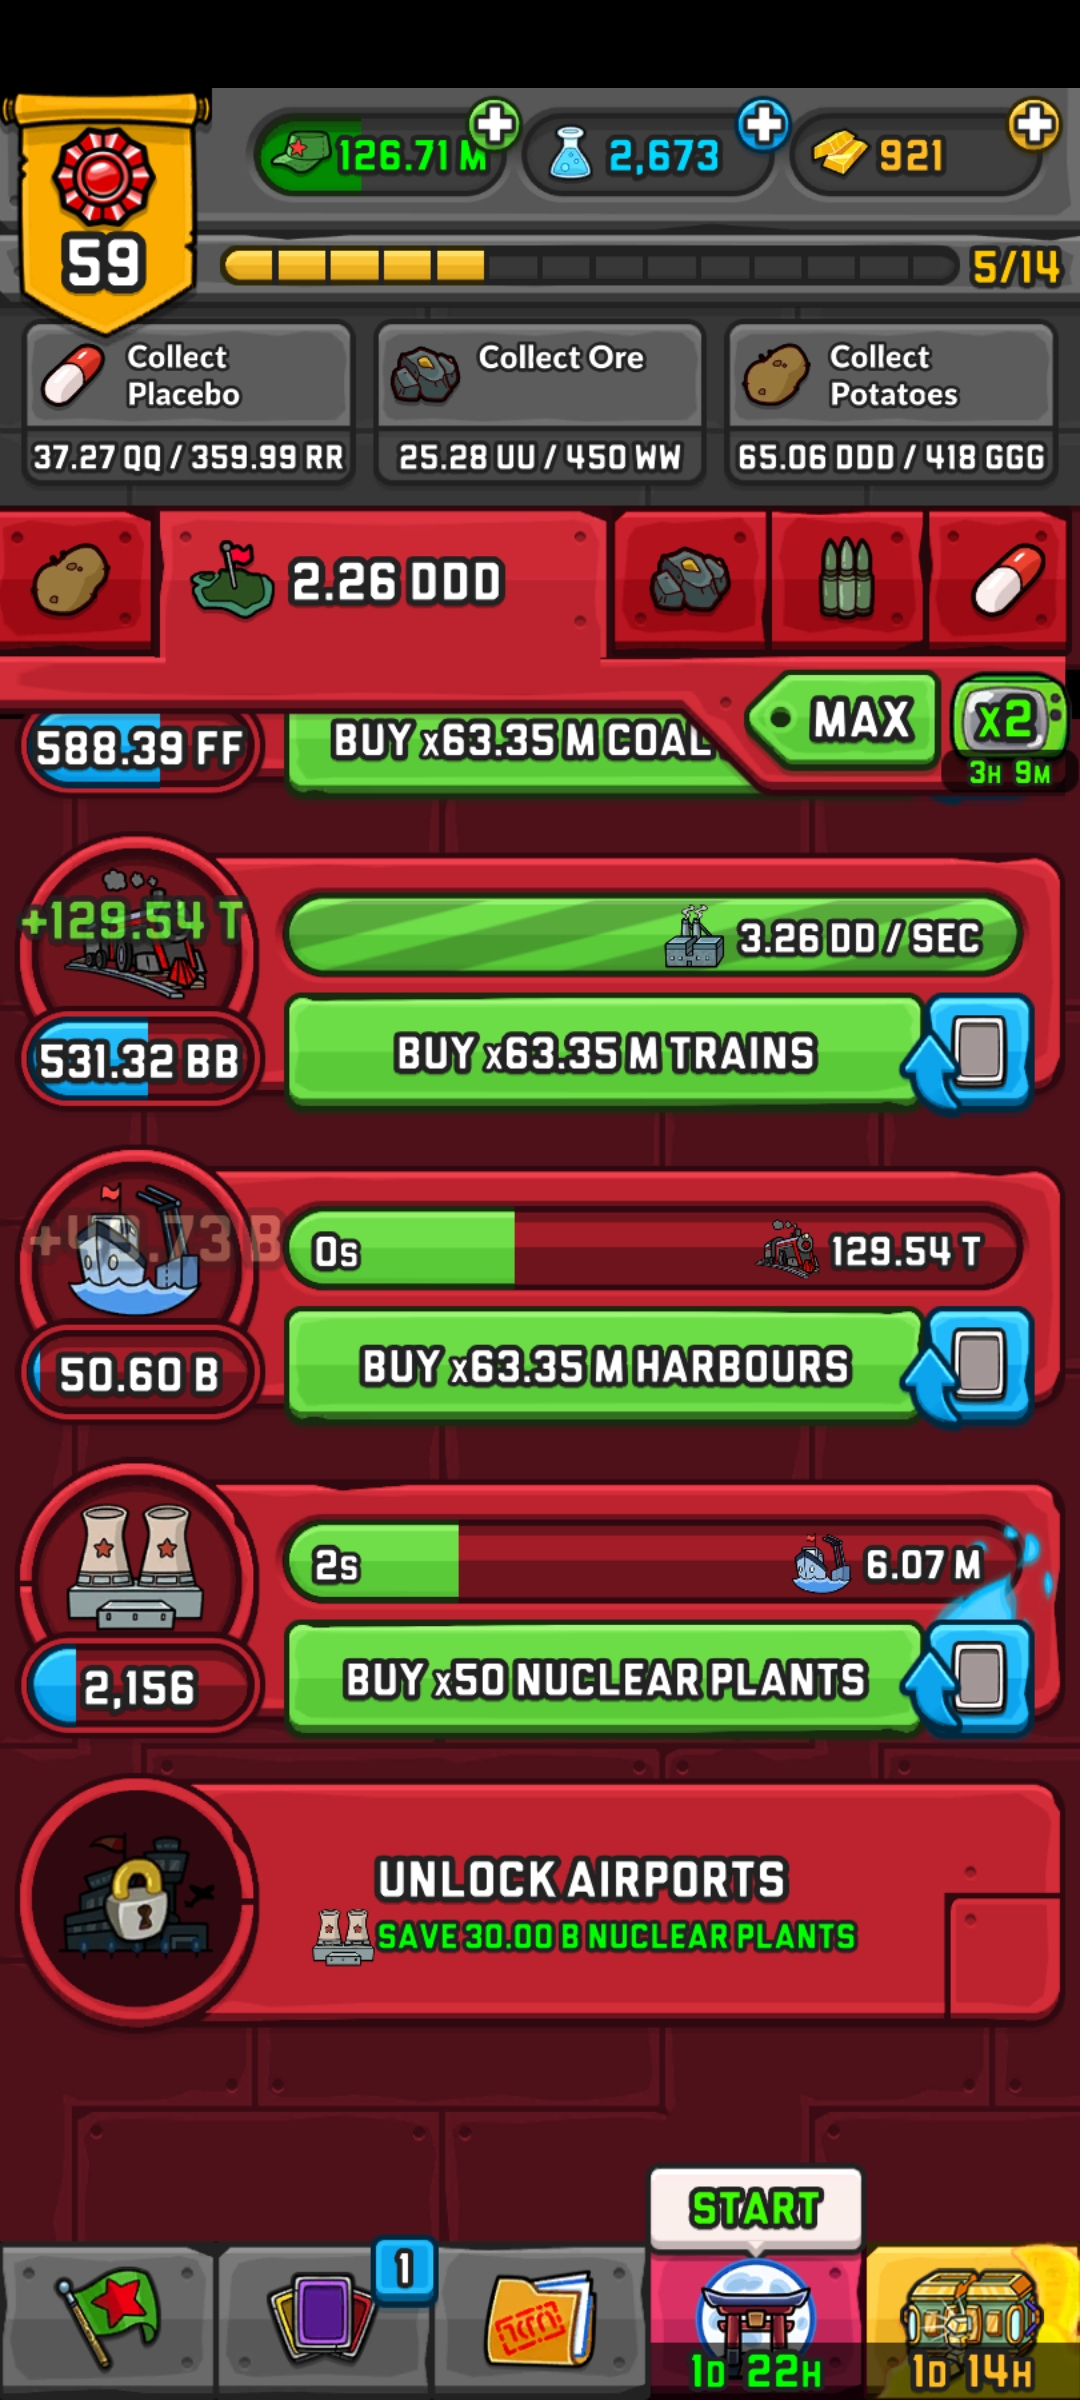 59
126.71 M
2,673
921
5/14
Collect
Placebo
37.27 QQ / 359.99 RR
Collect Ore
25.28 UU / 450 WW
Collect
Potatoes
65.06 DDD / 418 GGG
2.26 DDD
MAX
x2
3H 9M
588.39 FF
BUY x63.35 M COAL
+129.54 T
3.26 DD / SEC
531.32 BB
BUY x63.35 M TRAINS
0s
129.54 T
50.60 B
BUY x63.35 M HARBOURS
2s
6.07 M
2,156
BUY x50 NUCLEAR PLANTS
UNLOCK AIRPORTS
SAVE 30.00 B NUCLEAR PLANTS
START
1
1D 22H
1D 14H